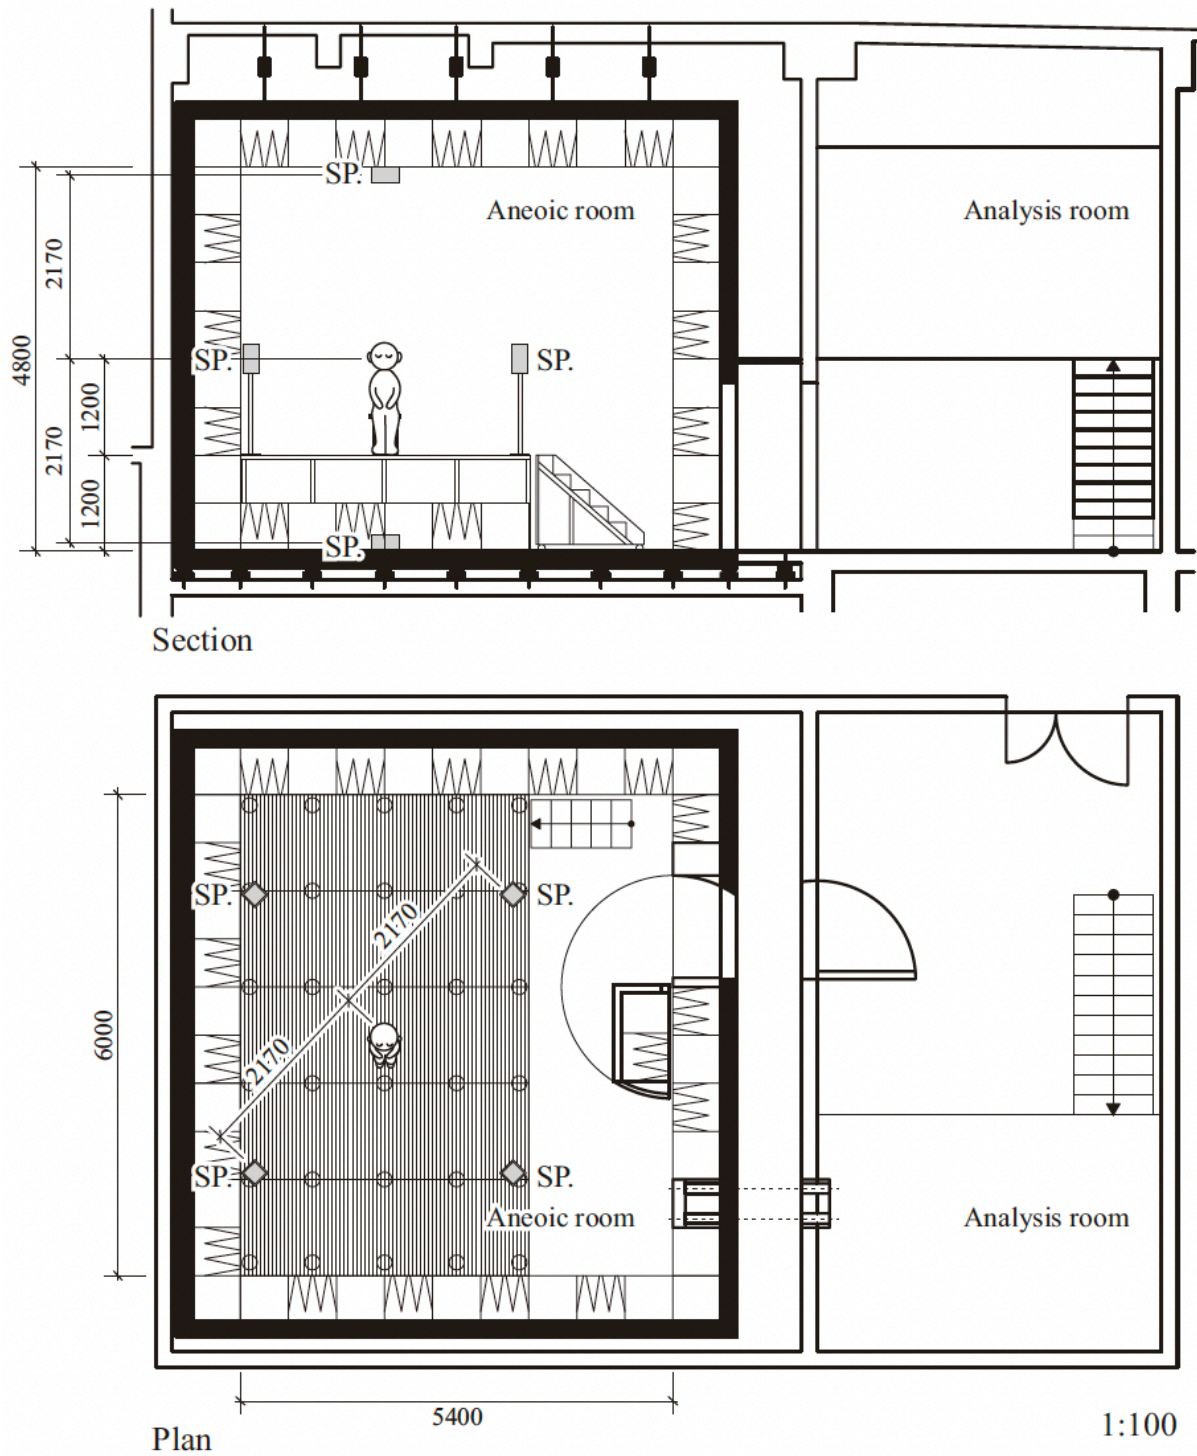 SP.
Aneoic room
Analysis room
2170
4800
SP.
SP.
1200
2170
1200
SP.
Section
SP.
SP.
2170
6000
2170
SP.
SP.
Aneoic room
Analysis room
5400
Plan
1:100